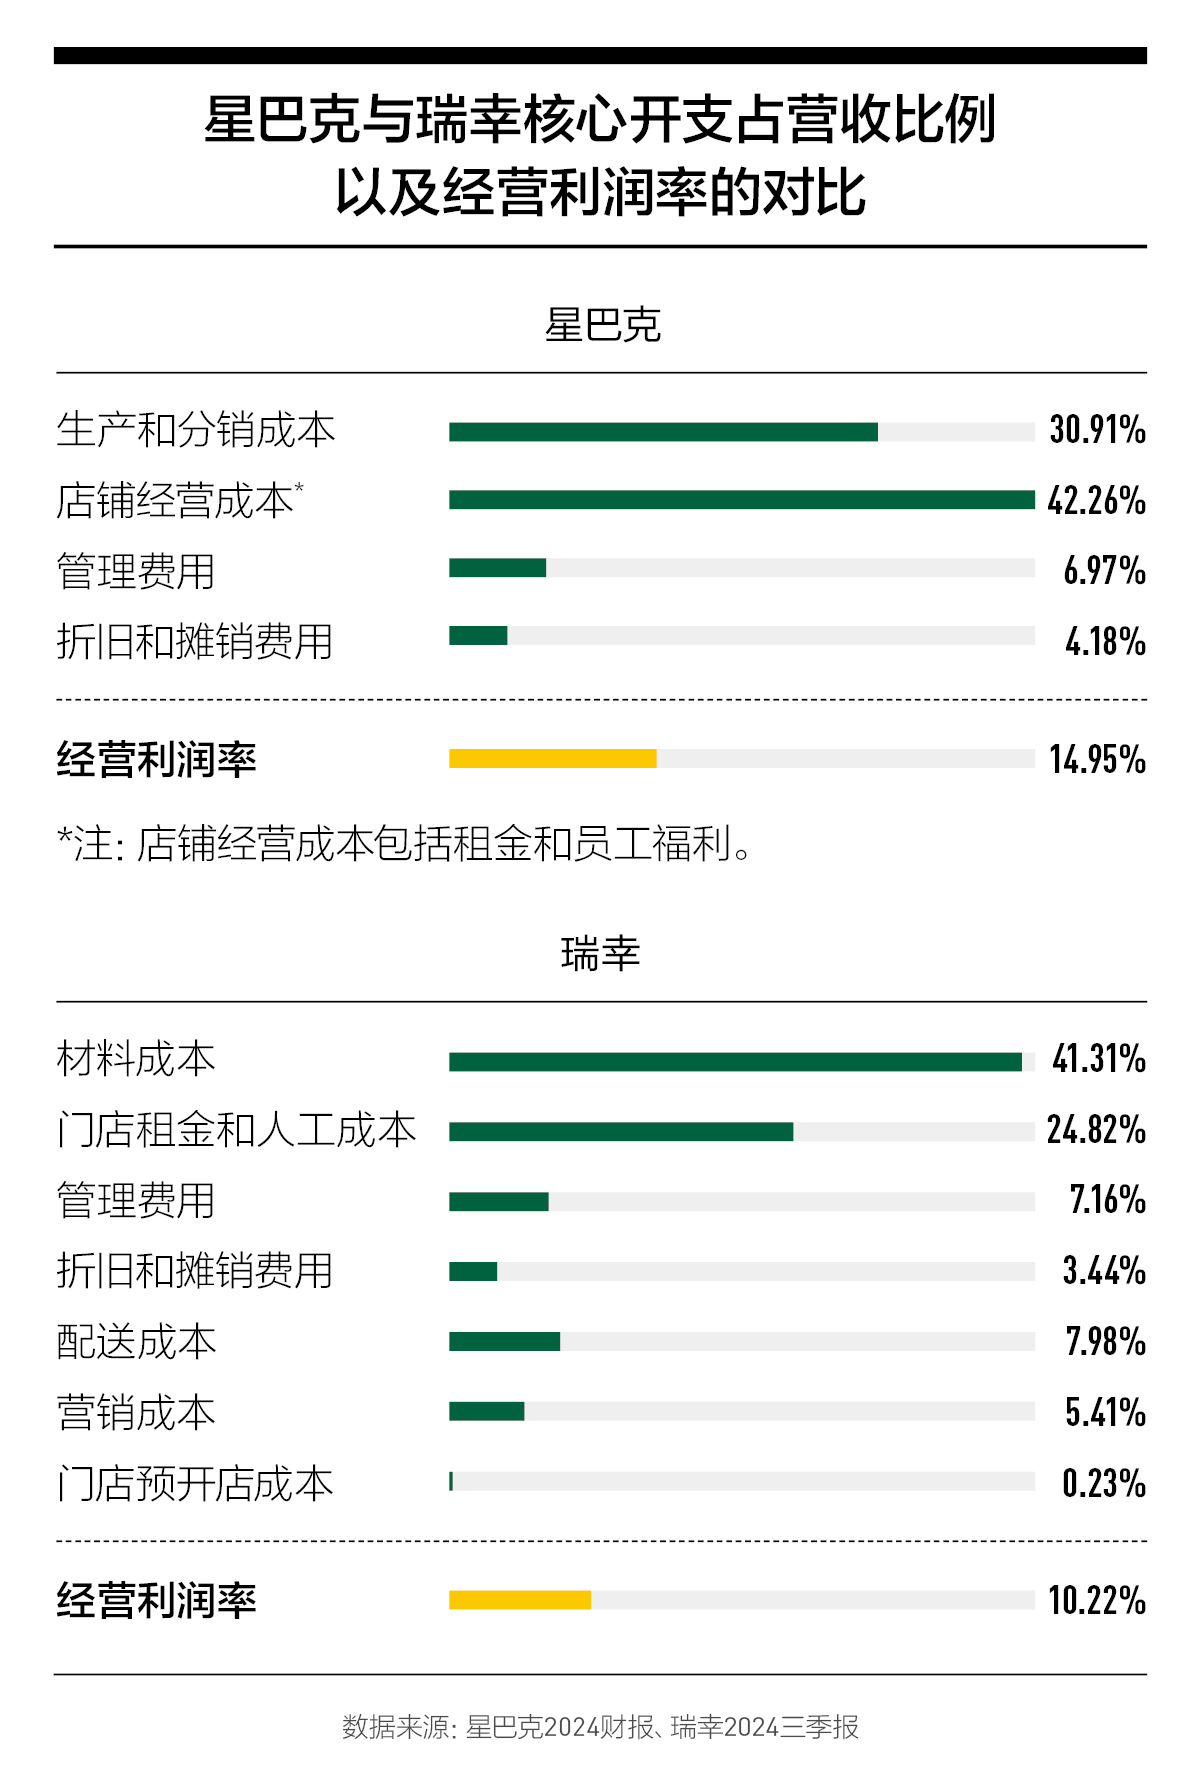 星巴克与瑞幸核心开支占营收比例
以及经营利润率的对比
星巴克
生产和分销成本 30.91%
店铺经营成本* 42.26%
管理费用 6.97%
折旧和摊销费用 4.18%
经营利润率 14.95%
*注：店铺经营成本包括租金和员工福利。
瑞幸
材料成本 41.31%
门店租金和人工成本 24.82%
管理费用 7.16%
折旧和摊销费用 3.44%
配送成本 7.98%
营销成本 5.41%
门店预开店成本 0.23%
经营利润率 10.22%
数据来源：星巴克2024财报、瑞幸2024三季报